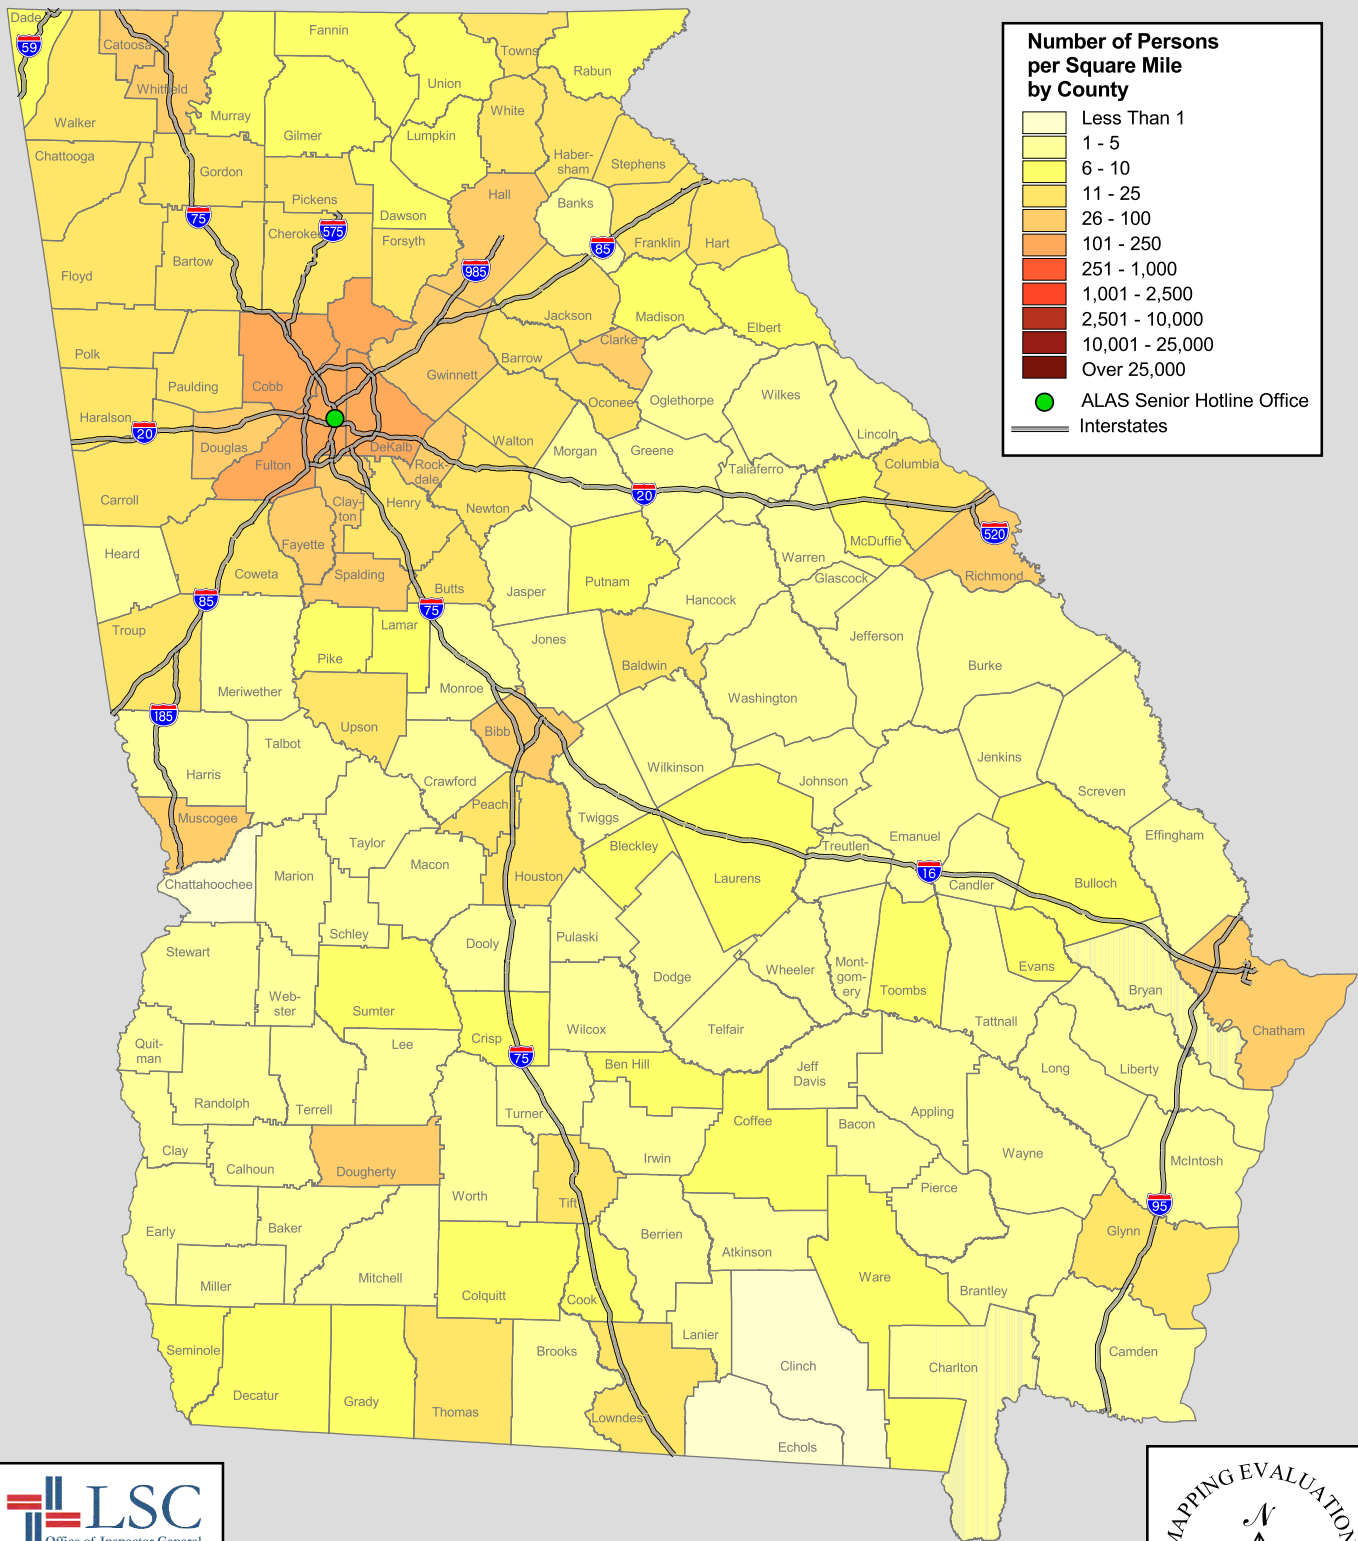 Number of Persons
per Square Mile
by County
Less Than 1
1 - 5
6 - 10
11 - 25
26 - 100
101 - 250
251 - 1,000
1,001 - 2,500
2,501 - 10,000
10,001 - 25,000
Over 25,000
ALAS Senior Hotline Office
Interstates
Dade
59
Catoosa
Whitfield
Walker
Chattooga
Fannin
Murray
Gilmer
Union
Towns
Rabun
Lumpkin
White
Haber-
sham
Stephens
Gordon
Pickens
Dawson
Hall
Banks
75
575
Cherokee
Forsyth
985
85
Franklin
Hart
Floyd
Bartow
Jackson
Madison
Elbert
Polk
Paulding
Cobb
Gwinnett
Barrow
Clarke
Haralson
20
Oconee
Oglethorpe
Wilkes
Lincoln
Douglas
Fulton
DeKalb
Rock-
dale
Walton
Morgan
Greene
Taliaferro
Columbia
Carroll
Clay-
ton
Henry
Newton
20
520
Heard
Coweta
Fayette
Spalding
Butts
Jasper
Putnam
Hancock
Warren
Glascock
McDuffie
Richmond
85
75
Troup
Meriwether
Pike
Lamar
Monroe
Jones
Baldwin
Washington
Jefferson
Burke
185
Upson
Bibb
Harris
Talbot
Crawford
Peach
Twiggs
Wilkinson
Johnson
Jenkins
Screven
Muscogee
Taylor
Macon
Houston
Bleckley
Laurens
Treutlen
Emanuel
16
Candler
Bulloch
Effingham
Chattahoochee
Marion
Schley
Dooly
Pulaski
Dodge
Wheeler
Mont-
gom-
ery
Toombs
Evans
Bryan
Stewart
Web-
ster
Sumter
Crisp
75
Wilcox
Telfair
Tattnall
Chatham
Quit-
man
Randolph
Terrell
Lee
Turner
Ben Hill
Jeff
Davis
Coffee
Bacon
Appling
Long
Liberty
Clay
Calhoun
Dougherty
Worth
Tift
Irwin
Pierce
Wayne
McIntosh
95
Early
Baker
Miller
Mitchell
Colquitt
Cook
Berrien
Atkinson
Ware
Brantley
Glynn
Seminole
Decatur
Grady
Thomas
Brooks
Lowndes
Lanier
Clinch
Echols
Charlton
Camden
LSC
Office of Inspector General
MAPPING EVALUATION
N